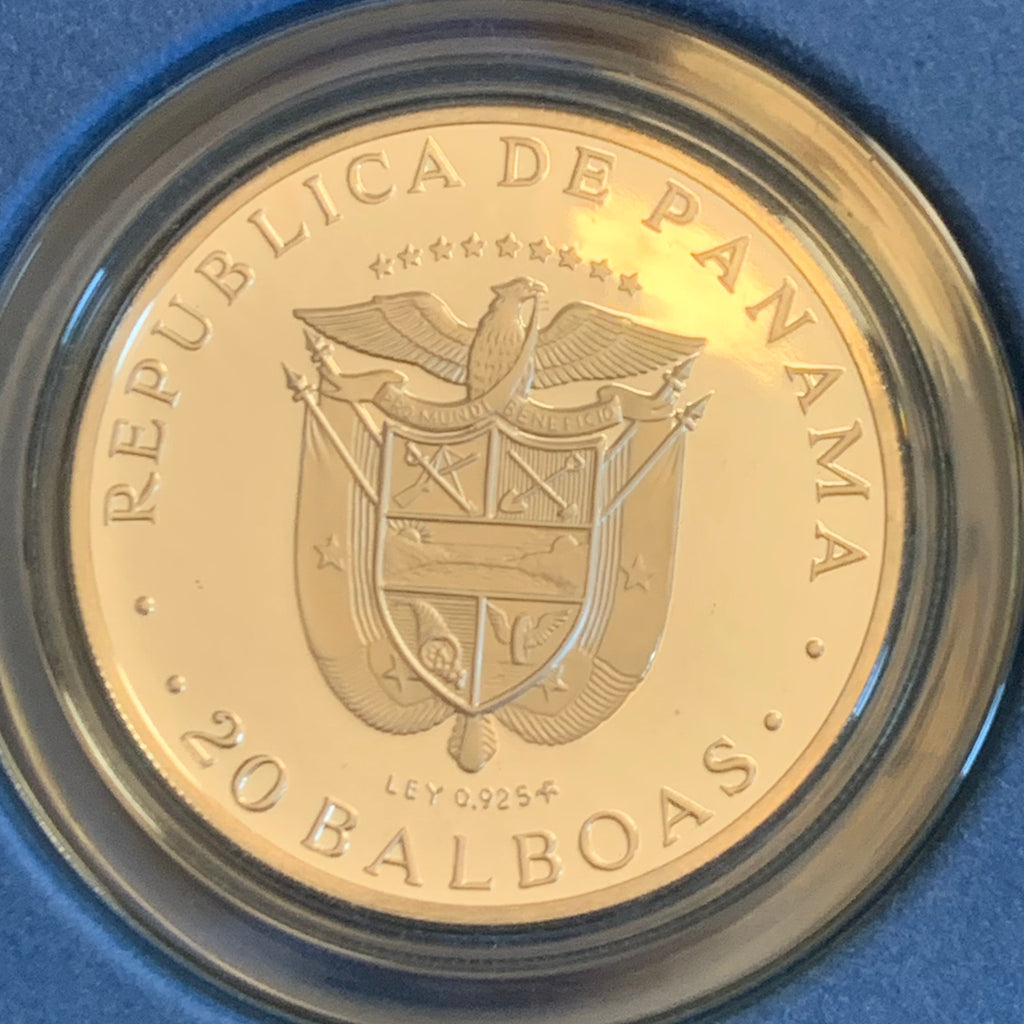 REPUBLICA DE PANAMA
PRO MUNDI BENEFICIO
LEY 0.925
20 BALBOAS